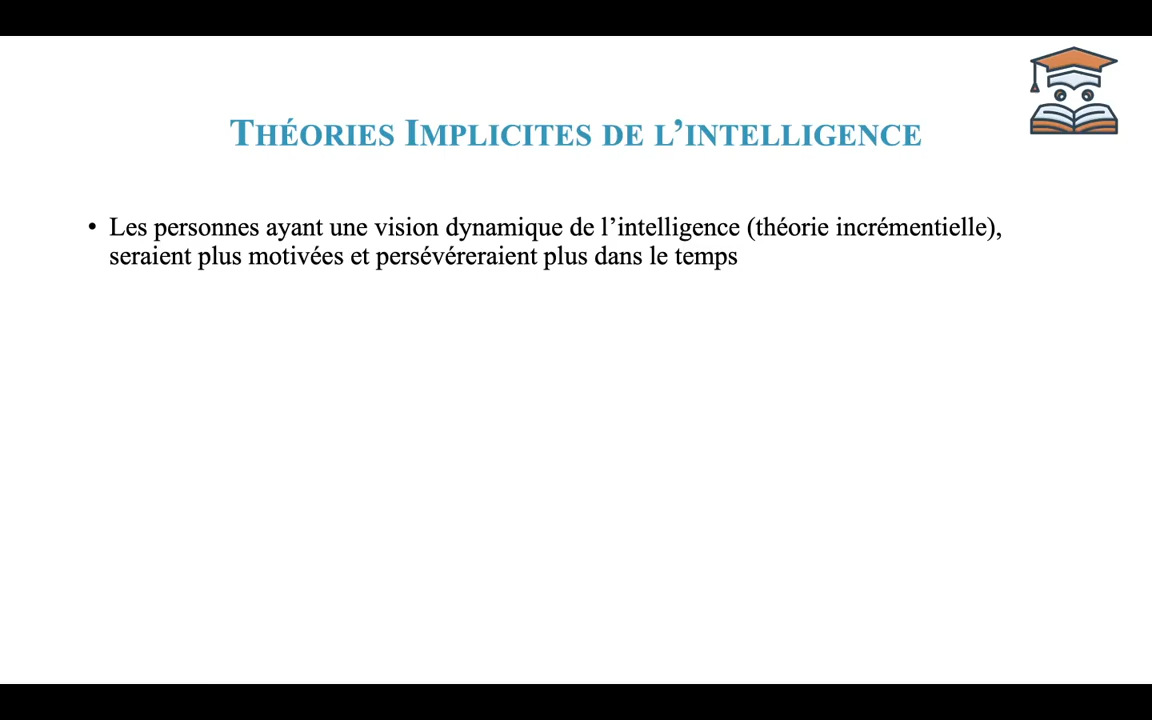 THÉORIES IMPLICITES DE L’INTELLIGENCE
• Les personnes ayant une vision dynamique de l’intelligence (théorie incrémentielle),
seraient plus motivées et persévéreraient plus dans le temps